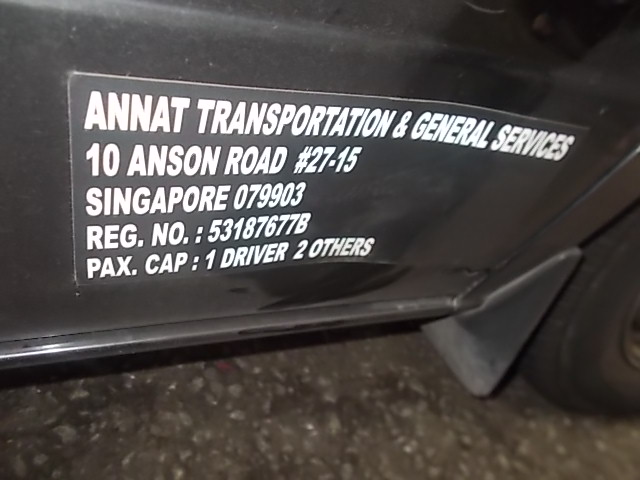 ANNAT TRANSPORTATION & GENERAL SERVICES
10 ANSON ROAD #27-15
SINGAPORE 079903
REG. NO. : 53187677B
PAX. CAP : 1 DRIVER 2 OTHERS